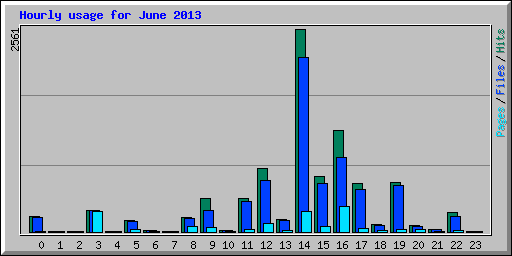 Hourly usage for June 2013
2561
Pages/Files/Hits
0 1 2 3 4 5 6 7 8 9 10 11 12 13 14 15 16 17 18 19 20 21 22 23